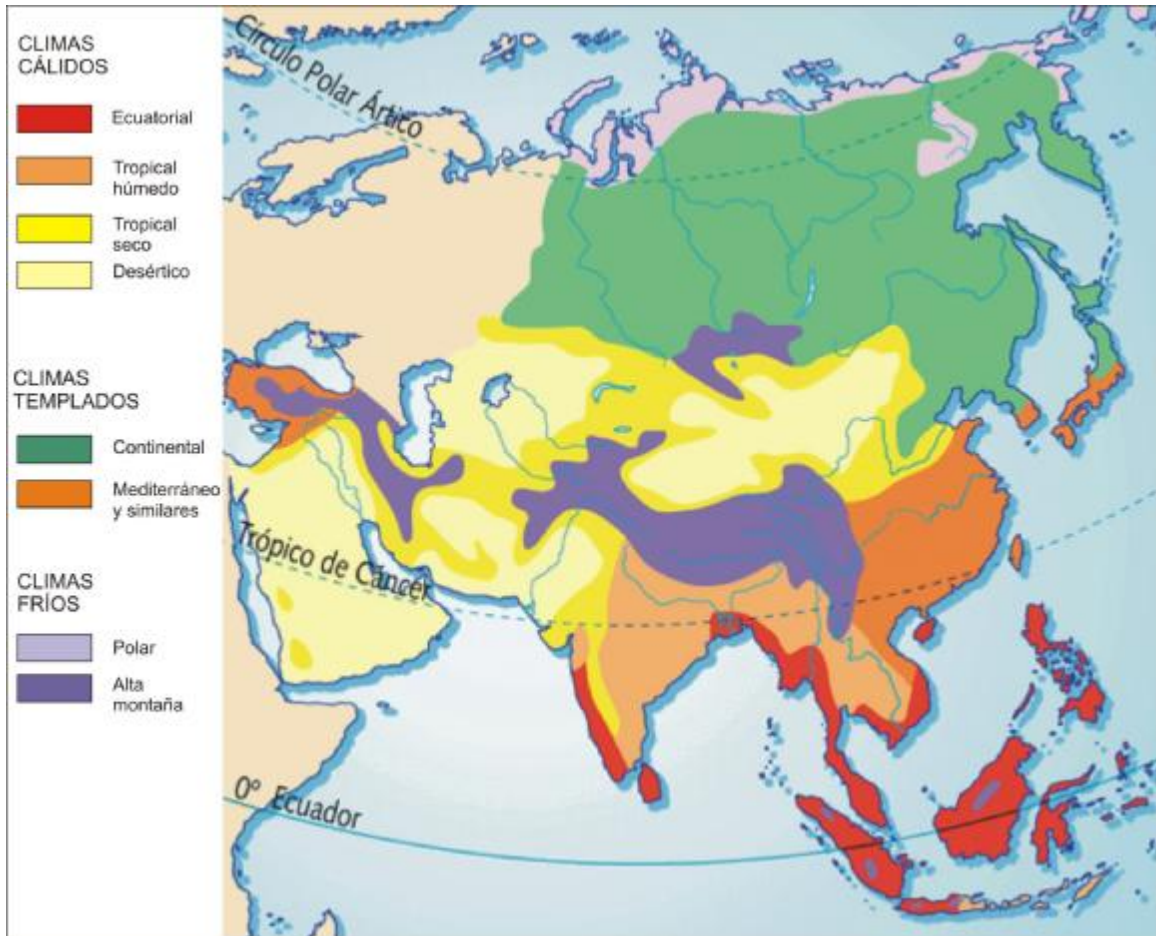 CLIMAS
CÁLIDOS
Ecuatorial
Tropical
húmedo
Tropical
seco
Desértico
CLIMAS
TEMPLADOS
Continental
Mediterráneo
y similares
CLIMAS
FRÍOS
Polar
Alta
montaña
Círculo Polar Ártico
Trópico de Cáncér
0° Ecuador